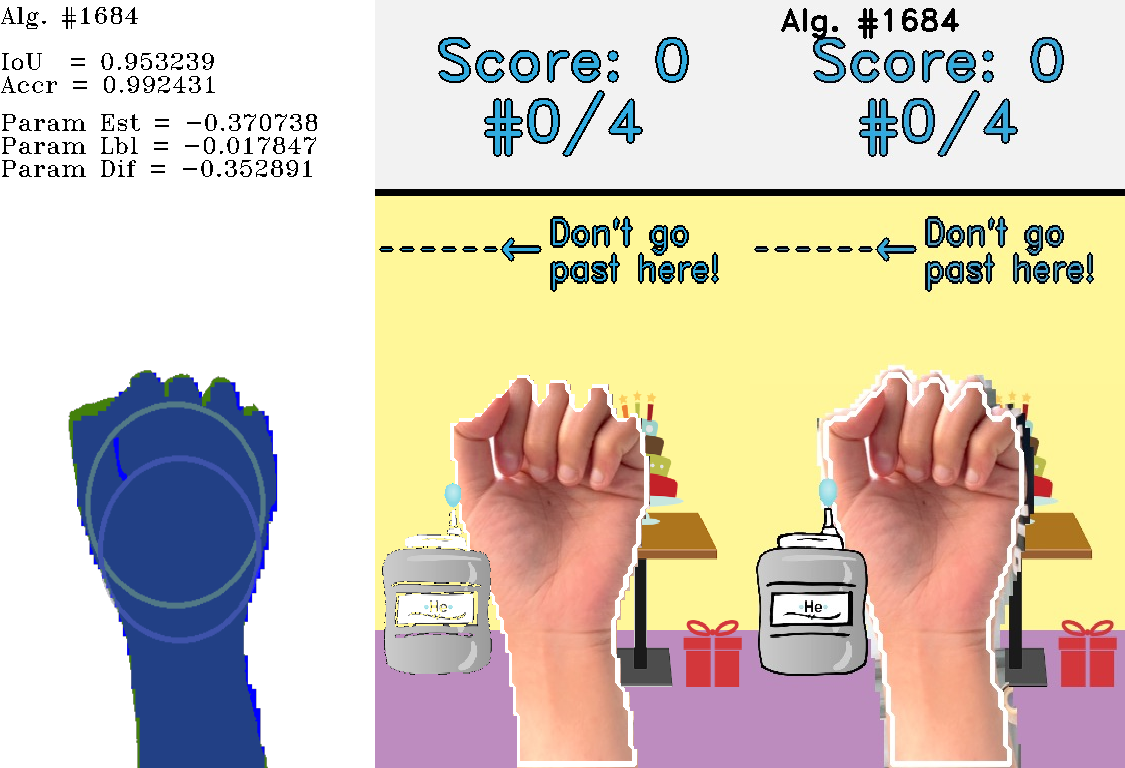 Alg. #1684
IoU = 0.953239
Accr = 0.992431
Param Est = −0.370738
Param Lbl = −0.017847
Param Dif = −0.352891
Score: 0
#0/4
Don't go
past here!
He
Alg. #1684
Score: 0
#0/4
Don't go
past here!
He